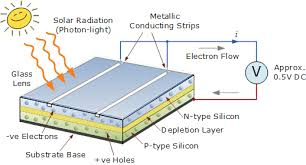 Solar Radiation
(Photon-light)
Metallic
Conducting Strips
i
Electron Flow
Glass
Lens
V
Approx.
0.5V DC
N-type Silicon
Depletion Layer
P-type Silicon
-ve Electrons
Substrate Base
+ve Holes